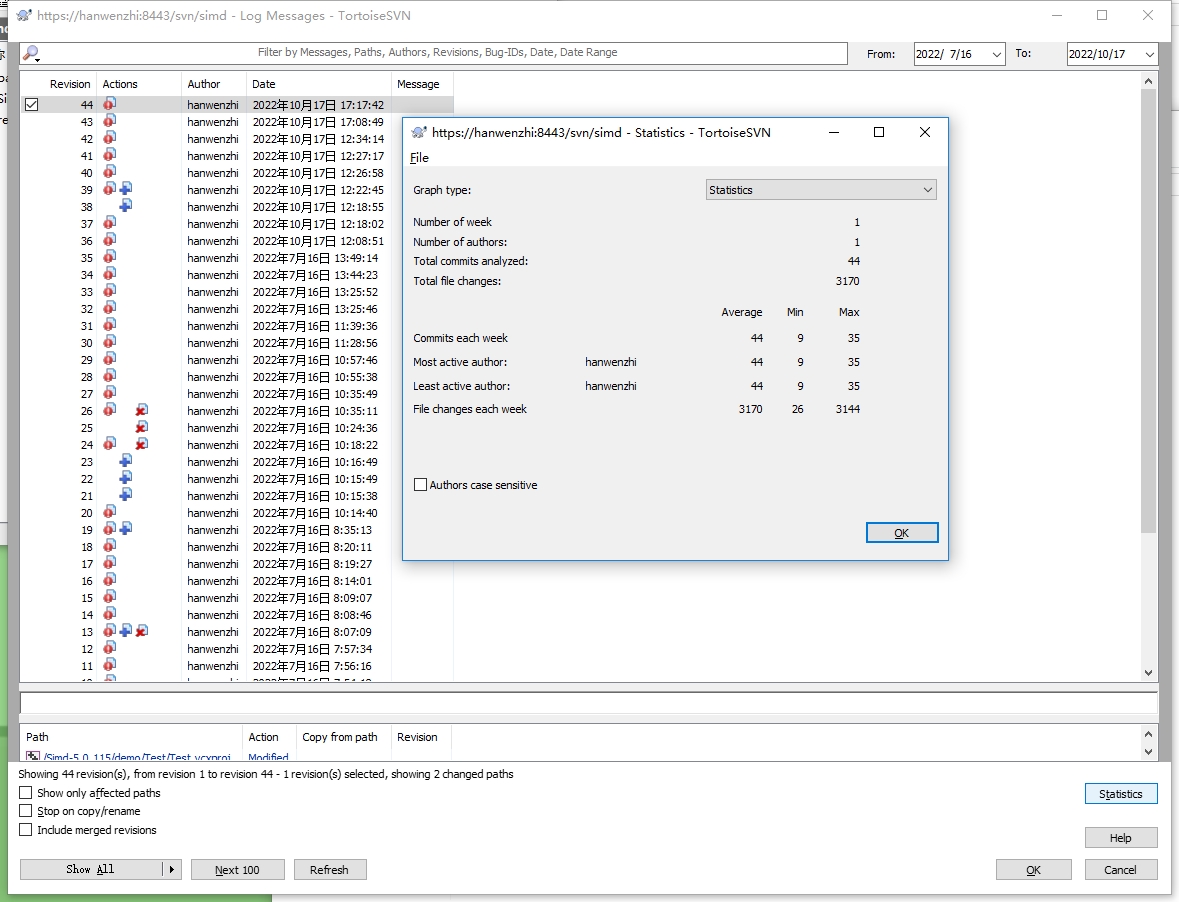 https://hanwenzhi:8443/svn/simd - Log Messages - TortoiseSVN
Filter by Messages, Paths, Authors, Revisions, Bug-IDs, Date, Date Range
From: 2022/ 7/16 To: 2022/10/17
Revision Actions Author Date Message
44 hanwenzhi 2022年10月17日 17:17:42
43 hanwenzhi 2022年10月17日 17:08:49
42 hanwenzhi 2022年10月17日 12:34:14
41 hanwenzhi 2022年10月17日 12:27:17
40 hanwenzhi 2022年10月17日 12:26:58
39 hanwenzhi 2022年10月17日 12:22:45
38 hanwenzhi 2022年10月17日 12:18:55
37 hanwenzhi 2022年10月17日 12:18:02
36 hanwenzhi 2022年10月17日 12:08:51
35 hanwenzhi 2022年7月16日 13:49:14
34 hanwenzhi 2022年7月16日 13:44:23
33 hanwenzhi 2022年7月16日 13:25:52
32 hanwenzhi 2022年7月16日 13:25:46
31 hanwenzhi 2022年7月16日 11:39:36
30 hanwenzhi 2022年7月16日 11:28:56
29 hanwenzhi 2022年7月16日 10:57:46
28 hanwenzhi 2022年7月16日 10:55:38
27 hanwenzhi 2022年7月16日 10:35:49
26 hanwenzhi 2022年7月16日 10:35:11
25 hanwenzhi 2022年7月16日 10:24:36
24 hanwenzhi 2022年7月16日 10:18:22
23 hanwenzhi 2022年7月16日 10:16:49
22 hanwenzhi 2022年7月16日 10:15:49
21 hanwenzhi 2022年7月16日 10:15:38
20 hanwenzhi 2022年7月16日 10:14:40
19 hanwenzhi 2022年7月16日 8:35:13
18 hanwenzhi 2022年7月16日 8:20:11
17 hanwenzhi 2022年7月16日 8:19:27
16 hanwenzhi 2022年7月16日 8:14:01
15 hanwenzhi 2022年7月16日 8:09:07
14 hanwenzhi 2022年7月16日 8:08:46
13 hanwenzhi 2022年7月16日 8:07:09
12 hanwenzhi 2022年7月16日 7:57:34
11 hanwenzhi 2022年7月16日 7:56:16
https://hanwenzhi:8443/svn/simd - Statistics - TortoiseSVN
File
Graph type: Statistics
Number of week 1
Number of authors: 1
Total commits analyzed: 44
Total file changes: 3170
Average Min Max
Commits each week 44 9 35
Most active author: hanwenzhi 44 9 35
Least active author: hanwenzhi 44 9 35
File changes each week 3170 26 3144
Authors case sensitive
OK
Path Action Copy from path Revision
/Simd-5.0.115/demo/Test/Test.vcxproj Modified
Showing 44 revision(s), from revision 1 to revision 44 - 1 revision(s) selected, showing 2 changed paths
Show only affected paths
Statistics
Stop on copy/rename
Include merged revisions
Help
Show All Next 100 Refresh OK Cancel